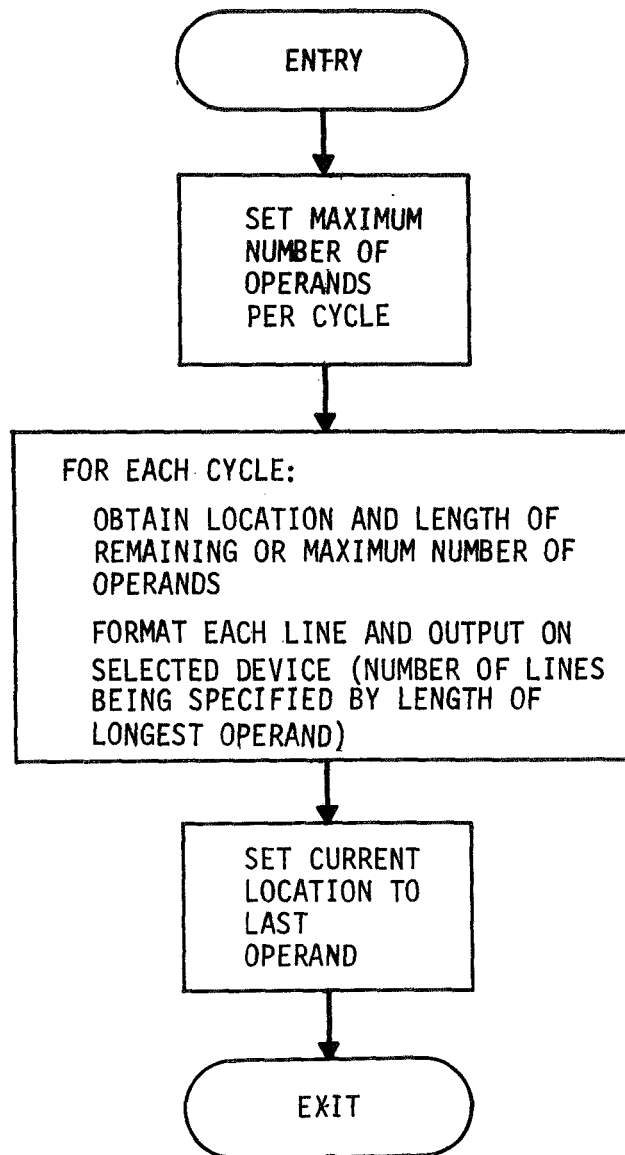 ENTRY
SET MAXIMUM
NUMBER OF
OPERANDS
PER CYCLE
FOR EACH CYCLE:
OBTAIN LOCATION AND LENGTH OF
REMAINING OR MAXIMUM NUMBER OF
OPERANDS
FORMAT EACH LINE AND OUTPUT ON
SELECTED DEVICE (NUMBER OF LINES
BEING SPECIFIED BY LENGTH OF
LONGEST OPERAND)
SET CURRENT
LOCATION TO
LAST
OPERAND
EXIT